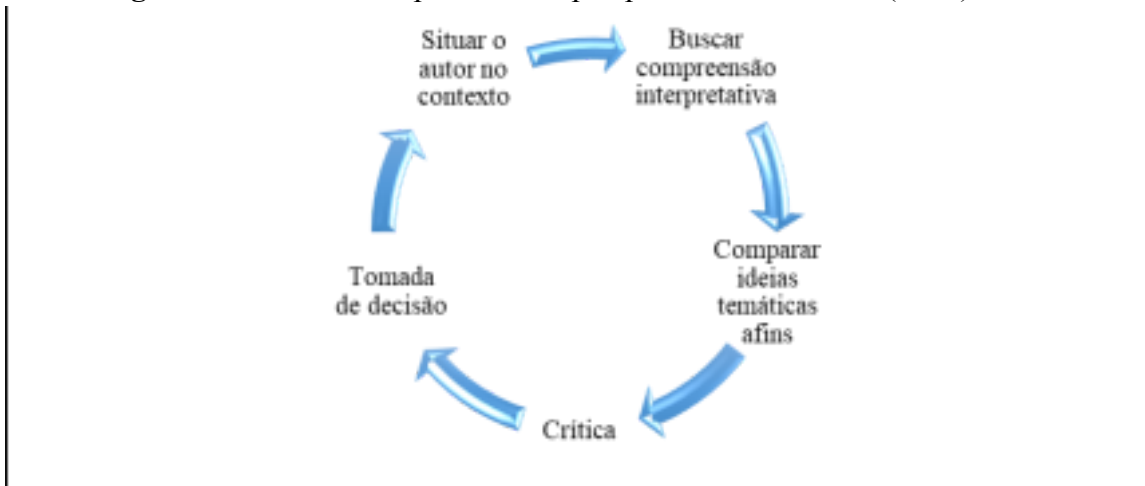 Situar o
autor no
contexto
Buscar
compreensão
interpretativa
Comparar
ideias
temáticas
afins
Crítica
Tomada
de decisão